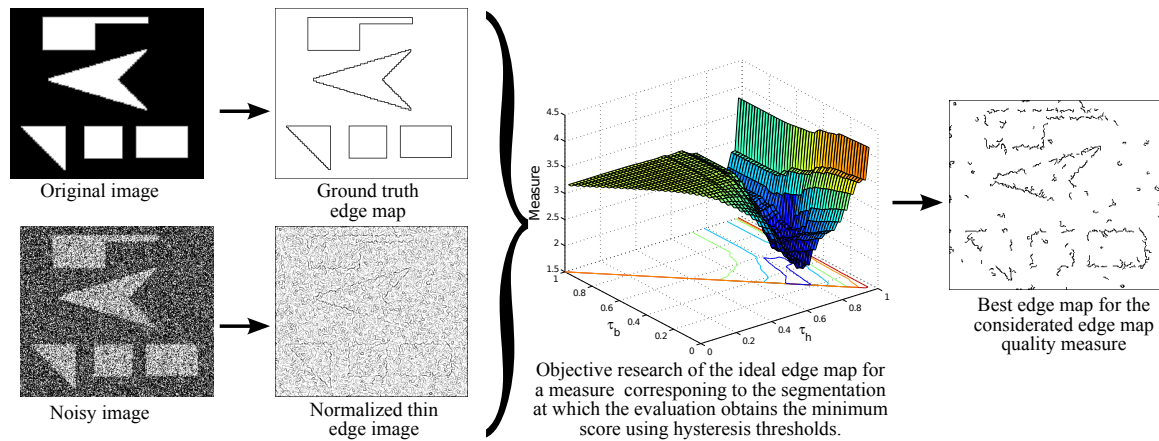 Original image
Ground truth
edge map
Noisy image
Normalized thin
edge image
4.5
4
3.5
3
2.5
2
1.5
Measure
1
0.8
0.6
0.4
0.2
0
τb
0
0.2
0.4
0.6
0.8
1
τh
Objective research of the ideal edge map for
a measure corresponing to the segmentation
at which the evaluation obtains the minimum
score using hysteresis thresholds.
Best edge map for the
considerated edge map
quality measure